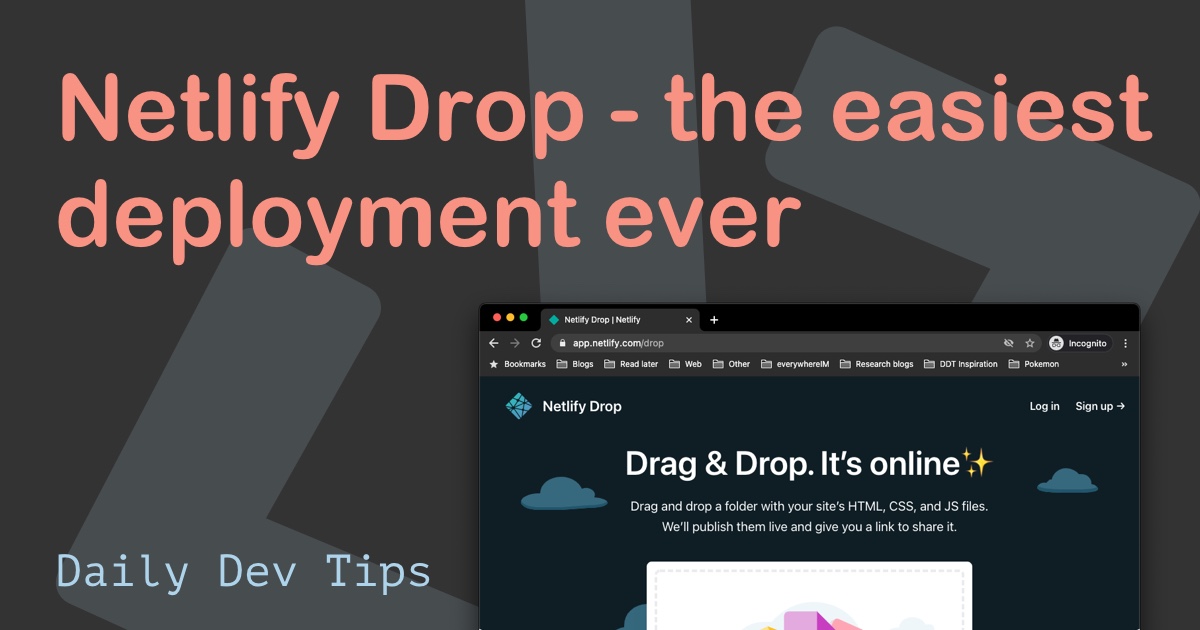 Netlify Drop - the easiest
deployment ever
Netlify Drop | Netlify
app.netlify.com/drop
Incognito
Bookmarks Blogs Read later Web Other everywhereIM Research blogs DDT Inspiration Pokemon »
Netlify Drop
Log in Sign up →
Drag & Drop. It’s online✨
Drag and drop a folder with your site’s HTML, CSS, and JS files.
We’ll publish them live and give you a link to share it.
Daily Dev Tips